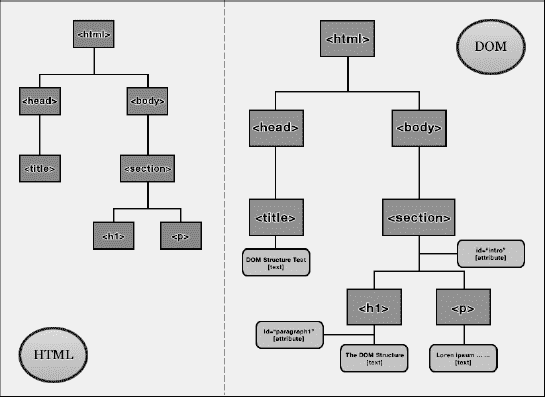 <html>
<head>
<body>
<title>
<section>
<h1>
<p>
HTML
DOM
<html>
<head>
<body>
<title>
<section>
DOM Structure Test
[text]
id="intro"
[attribute]
<h1>
<p>
id="paragraph1"
[attribute]
The DOM Structure
[text]
Loren ipsum ... ...
[text]